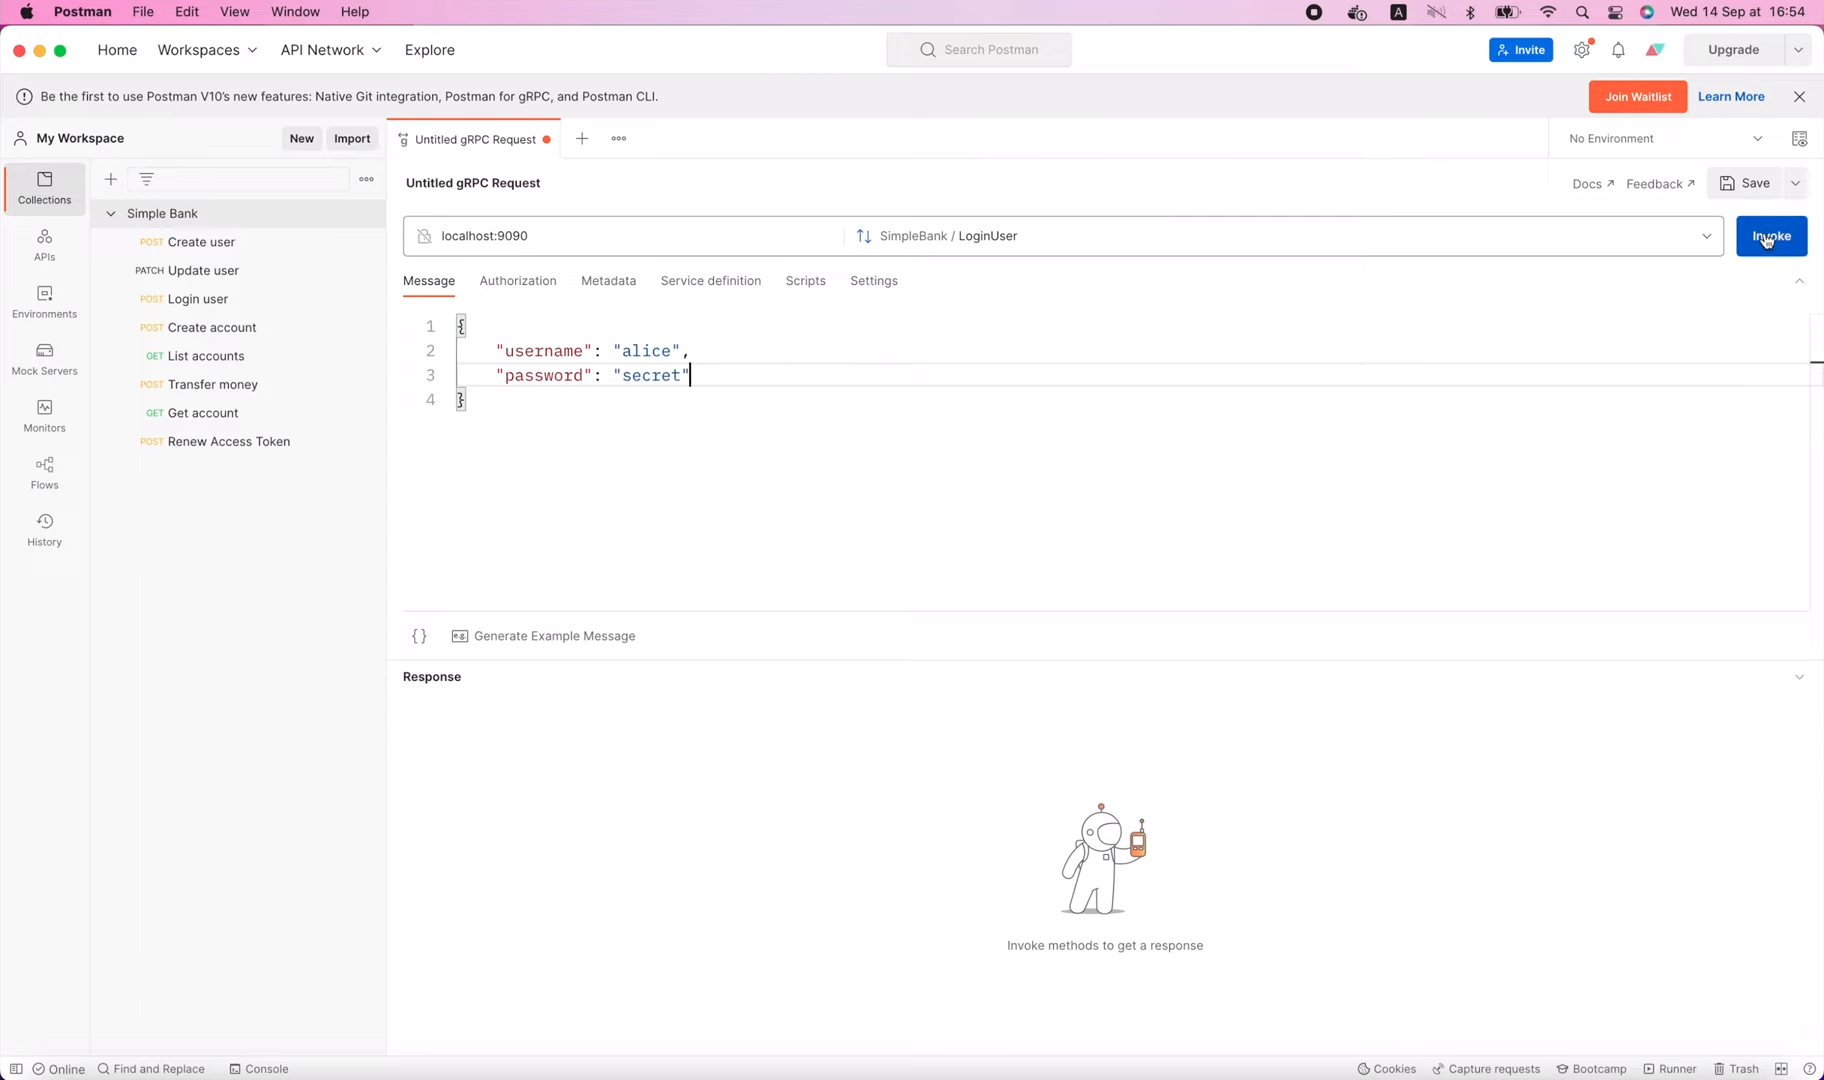 Postman File Edit View Window Help
A Wed 14 Sep at 16:54
Home Workspaces API Network Explore
Search Postman
Invite
Upgrade
Be the first to use Postman V10's new features: Native Git integration, Postman for gRPC, and Postman CLI.
Join Waitlist Learn More
My Workspace
New Import
Untitled gRPC Request
No Environment
Collections
APIs
Environments
Mock Servers
Monitors
Flows
History
Simple Bank
POST Create user
PATCH Update user
POST Login user
POST Create account
GET List accounts
POST Transfer money
GET Get account
POST Renew Access Token
Untitled gRPC Request
Docs Feedback Save
localhost:9090 SimpleBank / LoginUser
Invoke
Message Authorization Metadata Service definition Scripts Settings
1 {
2 "username": "alice",
3 "password": "secret"
4 }
{} e.g. Generate Example Message
Response
Invoke methods to get a response
Online Find and Replace Console
Cookies Capture requests Bootcamp Runner Trash